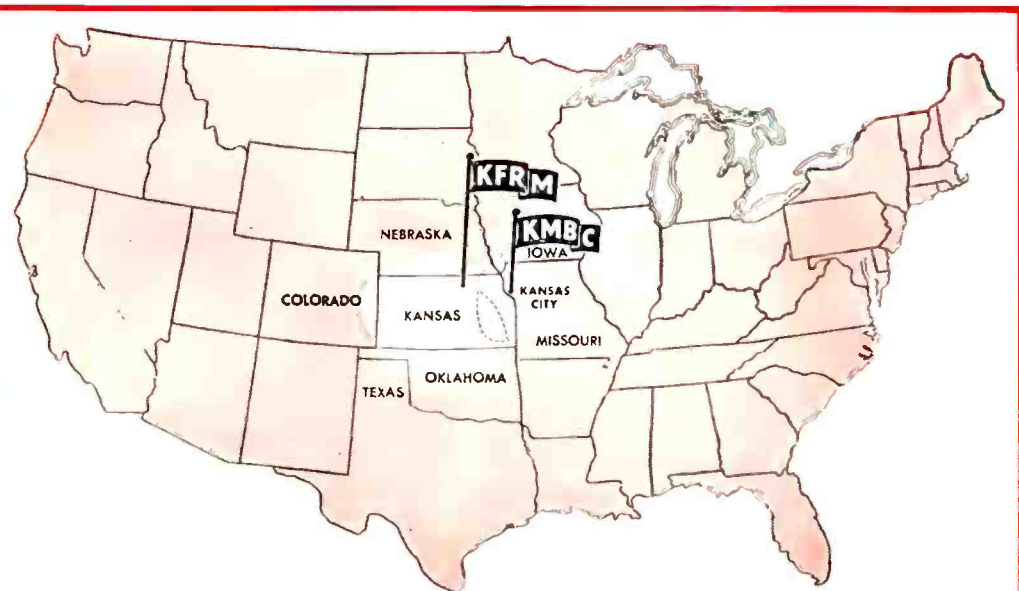 KFRM
KMBC
NEBRASKA
IOWA
COLORADO
KANSAS
KANSAS
CITY
MISSOURI
TEXAS
OKLAHOMA